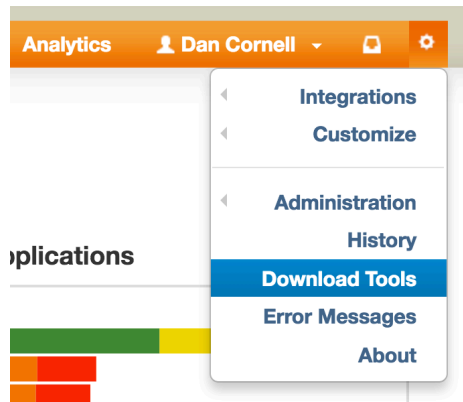 Analytics Dan Cornell
Integrations
Customize
Administration
History
pplications
Download Tools
Error Messages
About